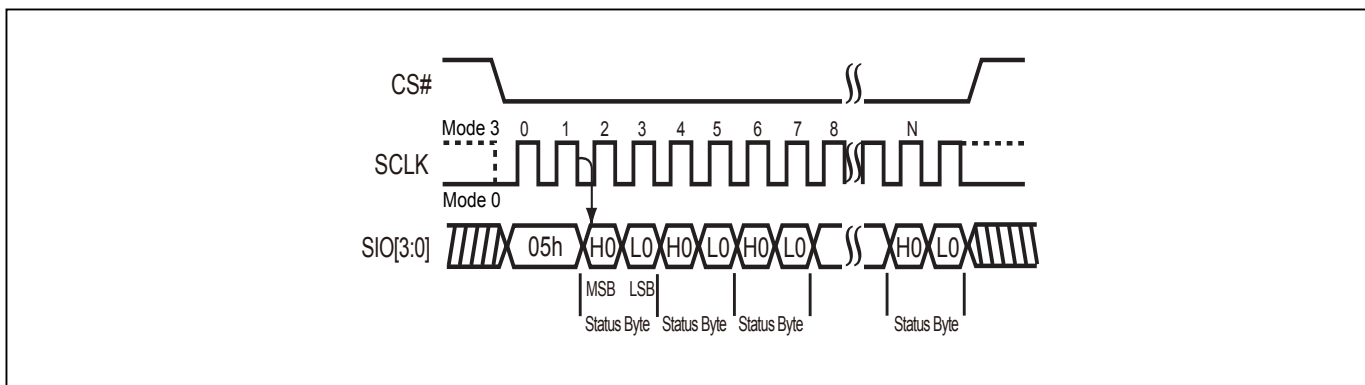 CS#
Mode 3 0 1 2 3 4 5 6 7 8 N
SCLK
Mode 0
SIO[3:0] 05h H0 L0 H0 L0 H0 L0 H0 L0
MSB LSB
Status Byte Status Byte Status Byte Status Byte